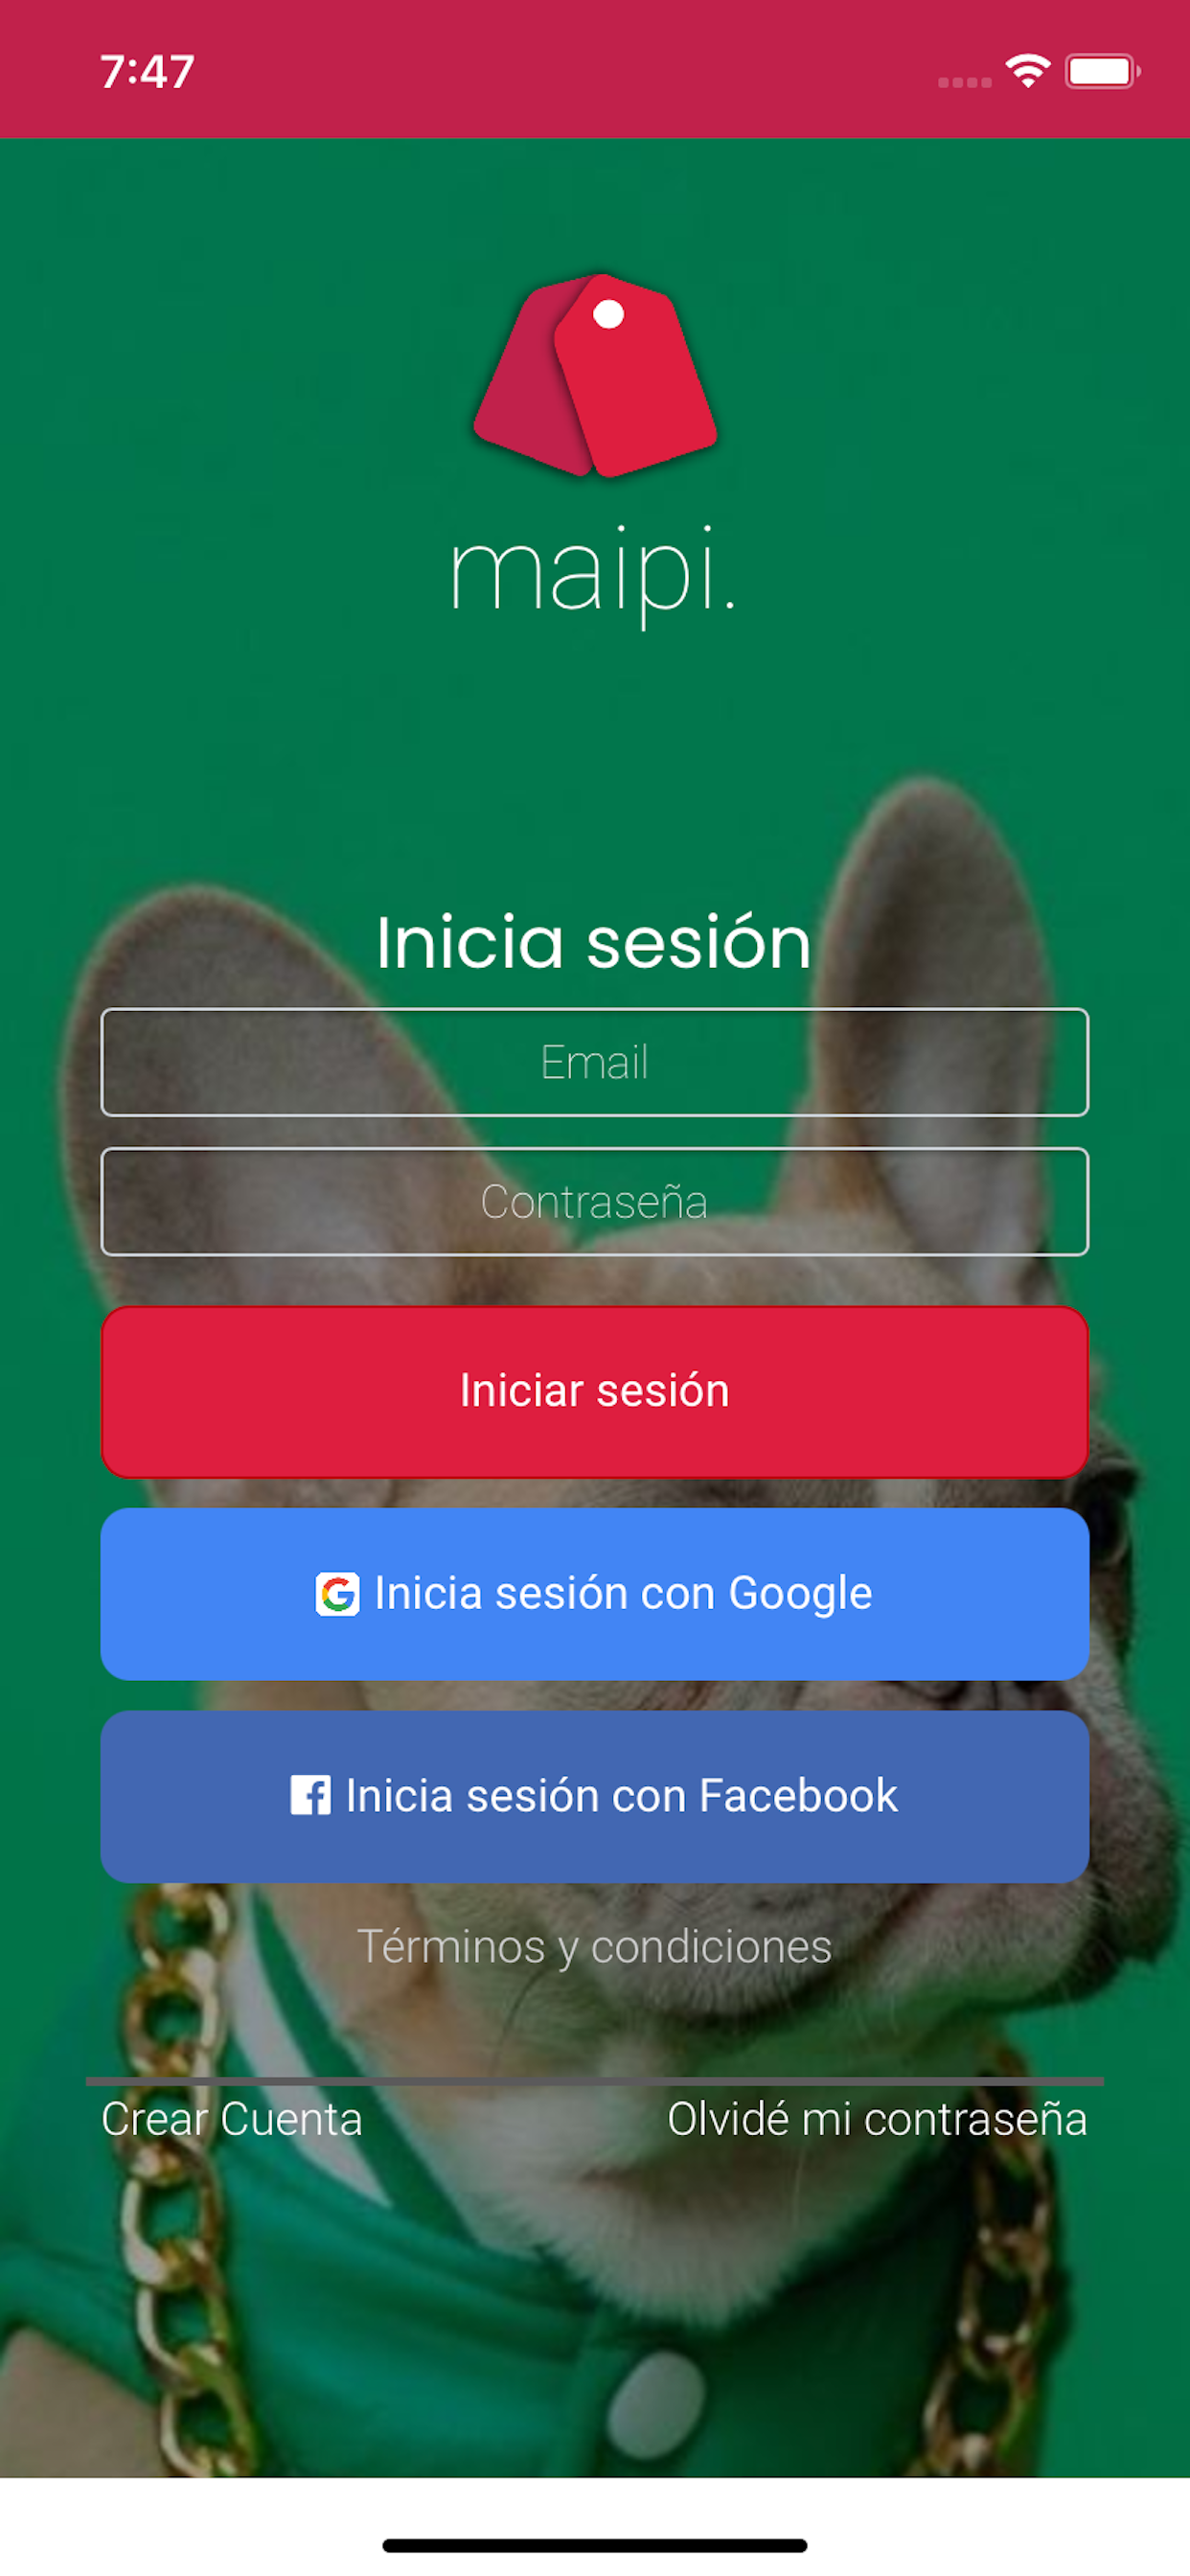 7:47
maipi.
Inicia sesión
Email
Contraseña
Iniciar sesión
Inicia sesión con Google
Inicia sesión con Facebook
Términos y condiciones
Crear Cuenta
Olvidé mi contraseña